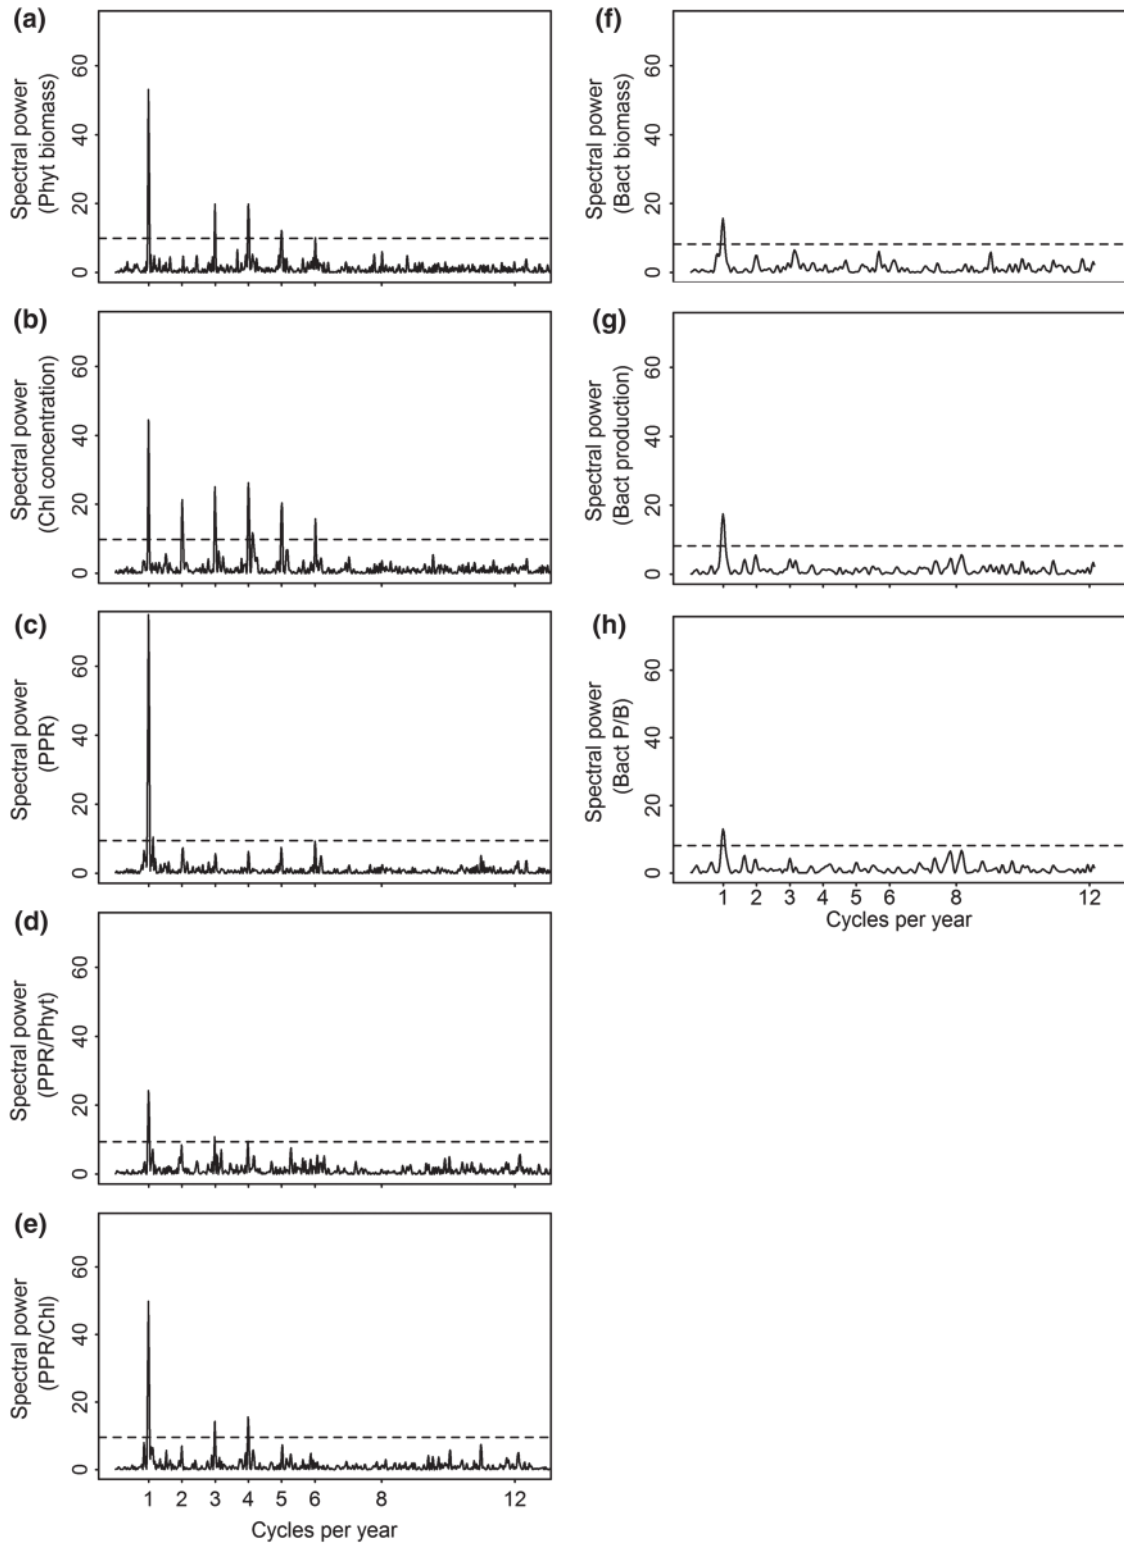 (a)
Spectral power
(Phyt biomass)
0 20 40 60
(b)
Spectral power
(Chl concentration)
0 20 40 60
(c)
Spectral power
(PPR)
0 20 40 60
(d)
Spectral power
(PPR/Phyt)
0 20 40 60
(e)
Spectral power
(PPR/Chl)
0 20 40 60
1 2 3 4 5 6 8 12
Cycles per year
(f)
Spectral power
(Bact biomass)
0 20 40 60
(g)
Spectral power
(Bact production)
0 20 40 60
(h)
Spectral power
(Bact P/B)
0 20 40 60
1 2 3 4 5 6 8 12
Cycles per year